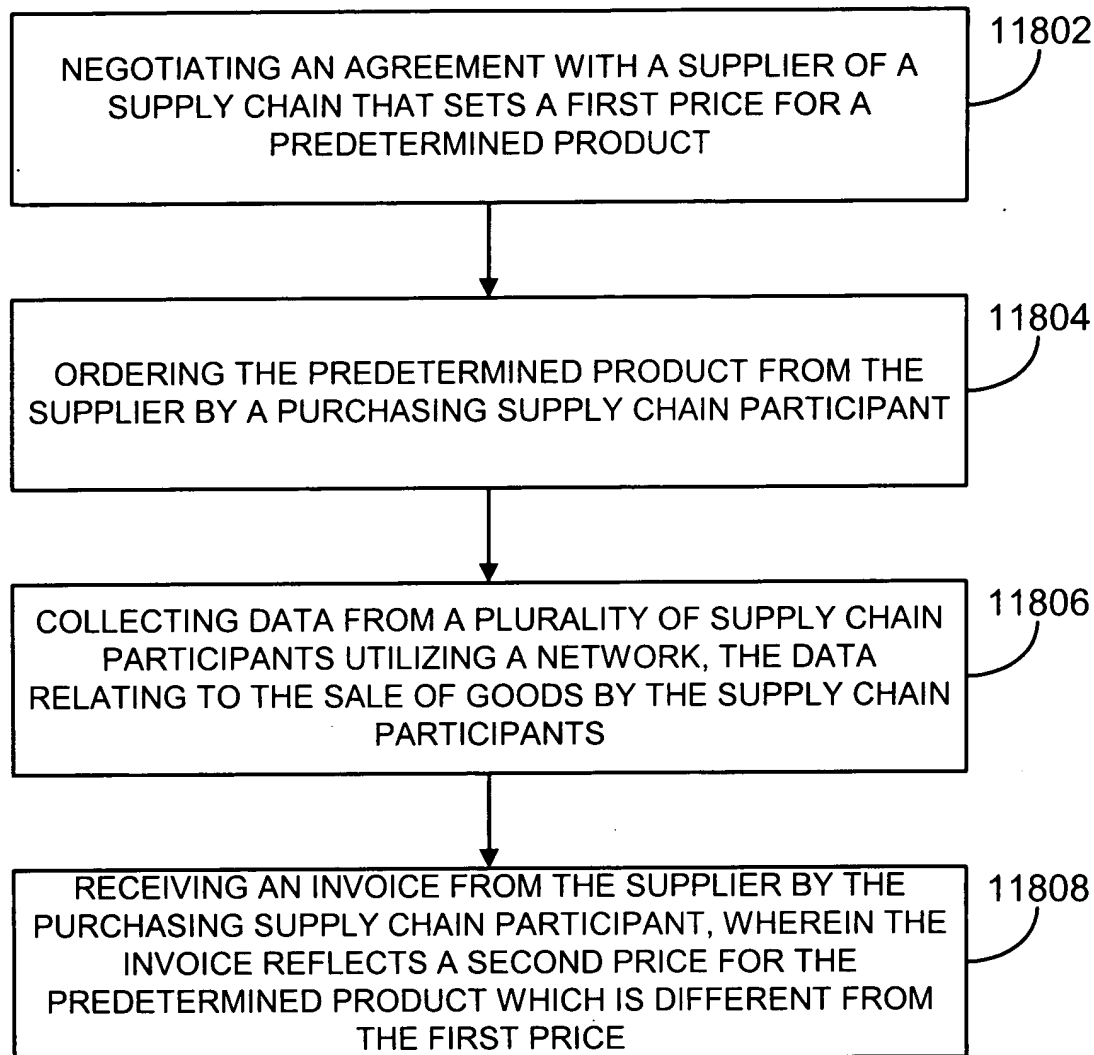 11802
NEGOTIATING AN AGREEMENT WITH A SUPPLIER OF A
SUPPLY CHAIN THAT SETS A FIRST PRICE FOR A
PREDETERMINED PRODUCT
11804
ORDERING THE PREDETERMINED PRODUCT FROM THE
SUPPLIER BY A PURCHASING SUPPLY CHAIN PARTICIPANT
11806
COLLECTING DATA FROM A PLURALITY OF SUPPLY CHAIN
PARTICIPANTS UTILIZING A NETWORK, THE DATA
RELATING TO THE SALE OF GOODS BY THE SUPPLY CHAIN
PARTICIPANTS
11808
RECEIVING AN INVOICE FROM THE SUPPLIER BY THE
PURCHASING SUPPLY CHAIN PARTICIPANT, WHEREIN THE
INVOICE REFLECTS A SECOND PRICE FOR THE
PREDETERMINED PRODUCT WHICH IS DIFFERENT FROM
THE FIRST PRICE